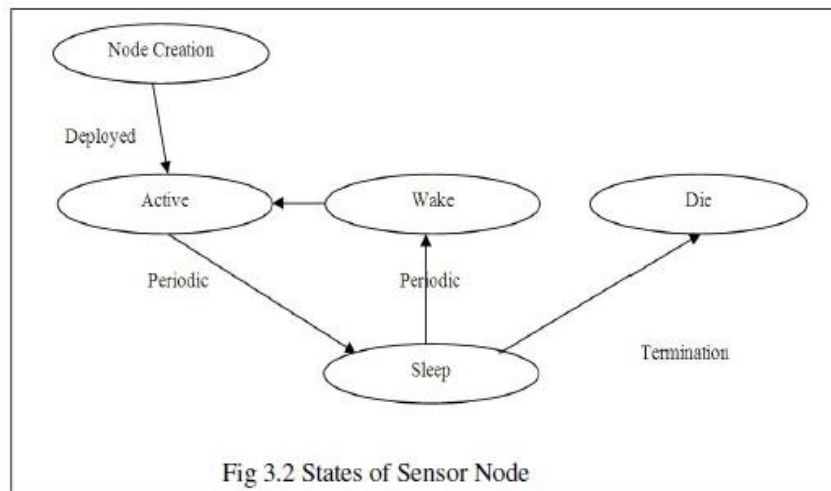 Node Creation
Deployed
Active
Wake
Die
Periodic
Periodic
Termination
Sleep
Fig 3.2 States of Sensor Node